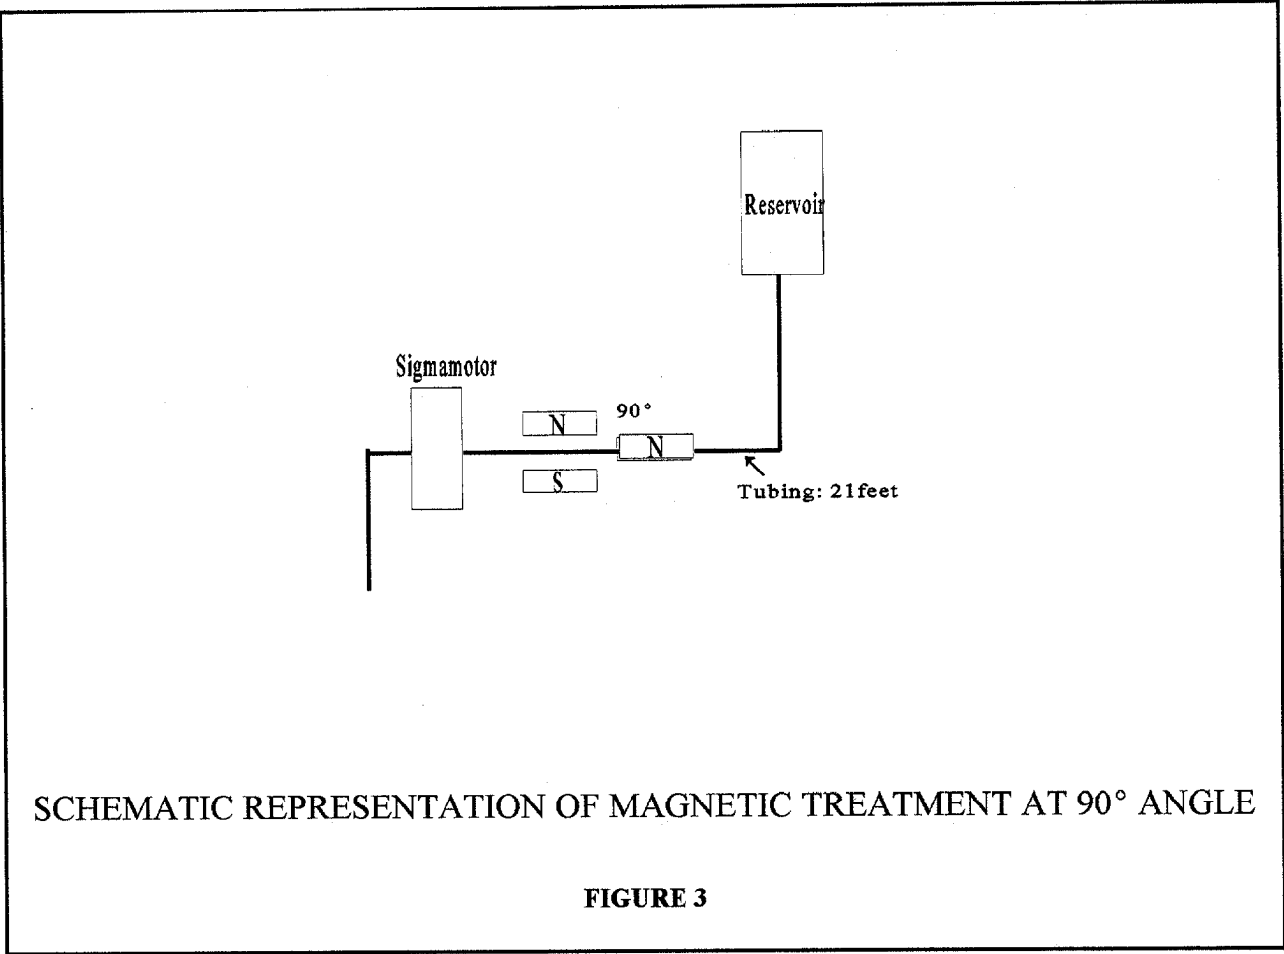 Reservoir
Sigmamotor
90°
N
N
S
Tubing: 21feet
SCHEMATIC REPRESENTATION OF MAGNETIC TREATMENT AT 90° ANGLE
FIGURE 3